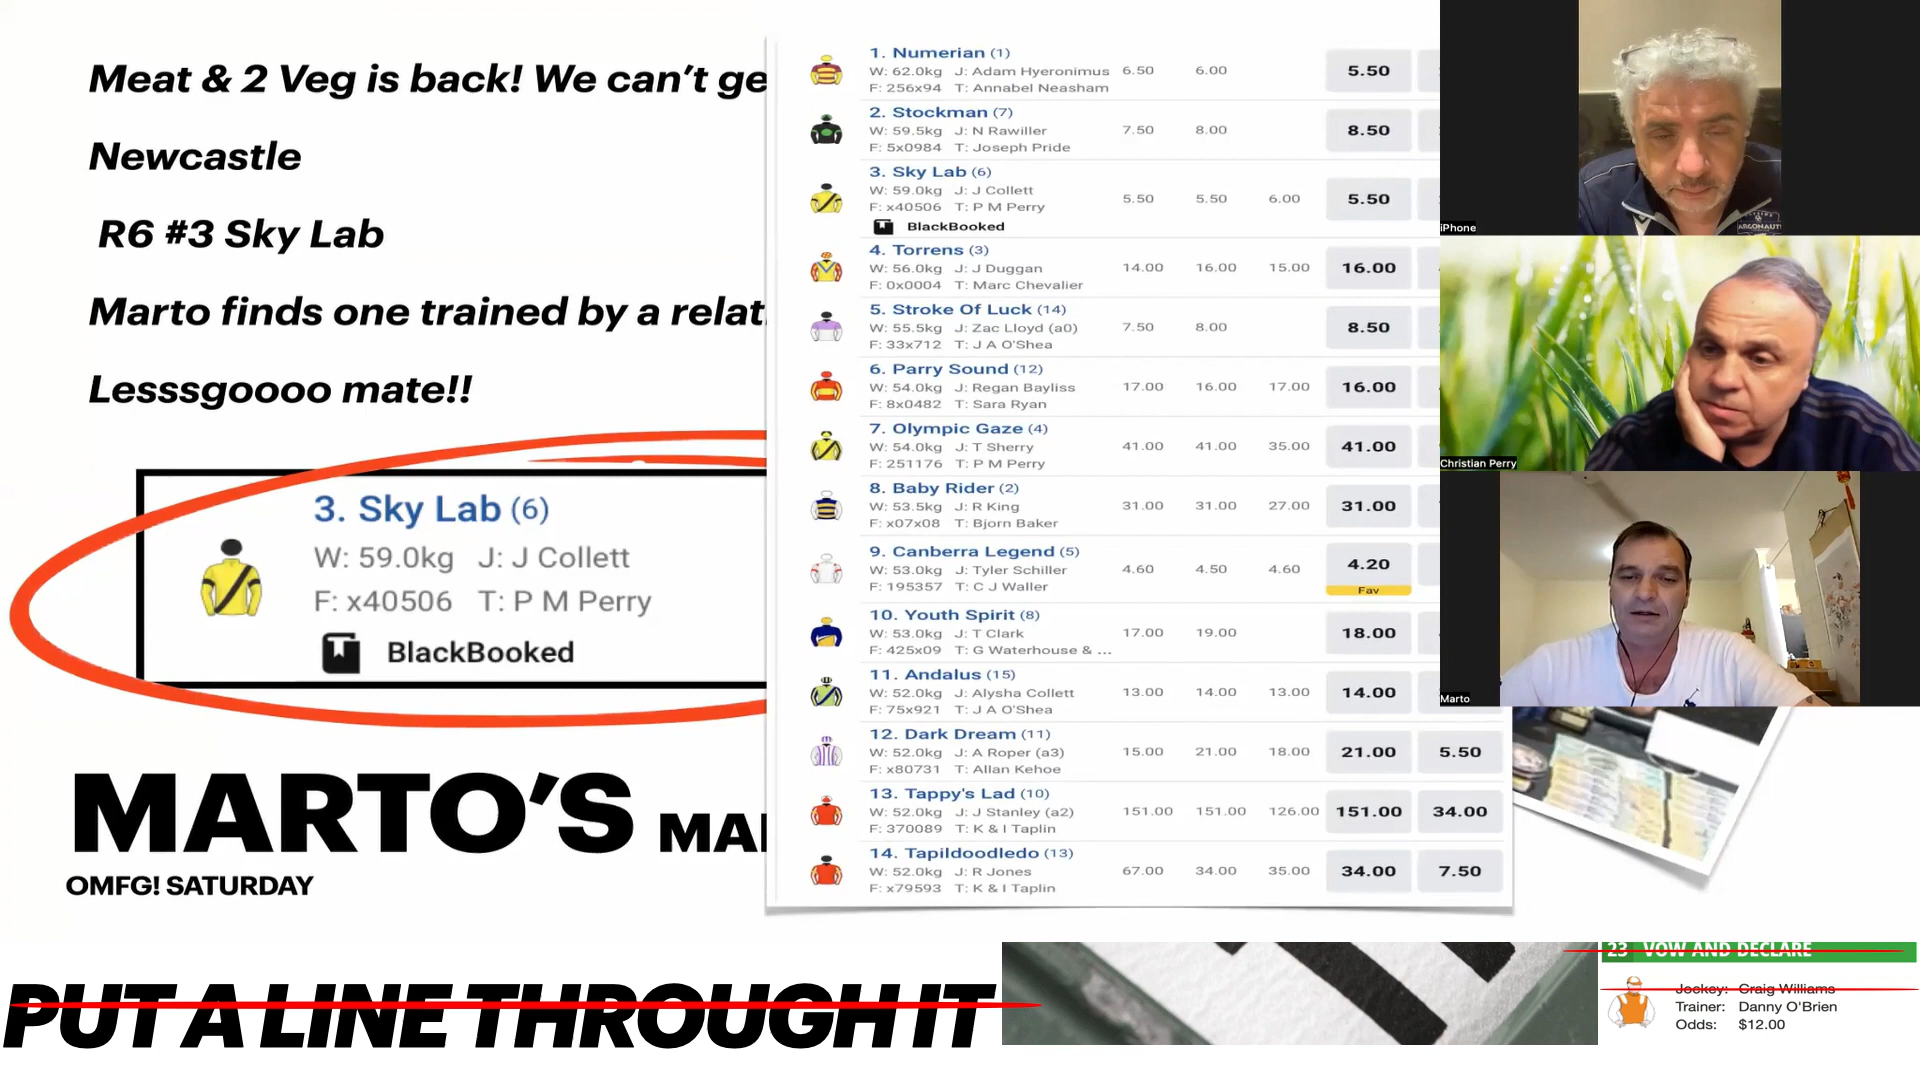 Meat & 2 Veg is back! We can't ge
Newcastle
R6 #3 Sky Lab
Marto finds one trained by a relat
Lesssgoooo mate!!
3. Sky Lab (6)
W: 59.0kg J: J Collett
F: x40506 T: P M Perry
BlackBooked
MARTO'S MA
OMFG! SATURDAY
1. Numerian (1)
W: 62.0kg J: Adam Hyeronimus 6.50 6.00 5.50
F: 256x94 T: Annabel Neasham
2. Stockman (7)
W: 59.5kg J: N Rawiller 7.50 8.00 8.50
F: 5x0984 T: Joseph Pride
3. Sky Lab (6)
W: 59.0kg J: J Collett 5.50 5.50 6.00 5.50
F: x40506 T: P M Perry
BlackBooked
4. Torrens (3)
W: 56.0kg J: J Duggan 14.00 16.00 15.00 16.00
F: 0x0004 T: Marc Chevalier
5. Stroke Of Luck (14)
W: 55.5kg J: Zac Lloyd (a0) 7.50 8.00 8.50
F: 33x712 T: J A O'Shea
6. Parry Sound (12)
W: 54.0kg J: Regan Bayliss 17.00 16.00 17.00 16.00
F: 8x0482 T: Sara Ryan
7. Olympic Gaze (4)
W: 54.0kg J: T Sherry 41.00 41.00 35.00 41.00
F: 251176 T: P M Perry
8. Baby Rider (2)
W: 53.5kg J: R King 31.00 31.00 27.00 31.00
F: x07x08 T: Bjorn Baker
9. Canberra Legend (5)
W: 53.0kg J: Tyler Schiller 4.60 4.50 4.60 4.20
F: 195357 T: C J Waller Fav
10. Youth Spirit (8)
W: 53.0kg J: T Clark 17.00 19.00 18.00
F: 425x09 T: G Waterhouse & ...
11. Andalus (15)
W: 52.0kg J: Alysha Collett 13.00 14.00 13.00 14.00
F: 75x921 T: J A O'Shea
12. Dark Dream (11)
W: 52.0kg J: A Roper (a3) 15.00 21.00 18.00 21.00 5.50
F: x80731 T: Allan Kehoe
13. Tappy's Lad (10)
W: 52.0kg J: J Stanley (a2) 151.00 151.00 126.00 151.00 34.00
F: 370089 T: K & I Taplin
14. Tapildoodledo (13)
W: 52.0kg J: R Jones 67.00 34.00 35.00 34.00 7.50
F: x79593 T: K & I Taplin
iPhone
ARGONAUT
Christian Perry
Marto
PUT A LINE THROUGH IT
23 VOW AND DECLARE
Jockey: Craig Williams
Trainer: Danny O'Brien
Odds: $12.00